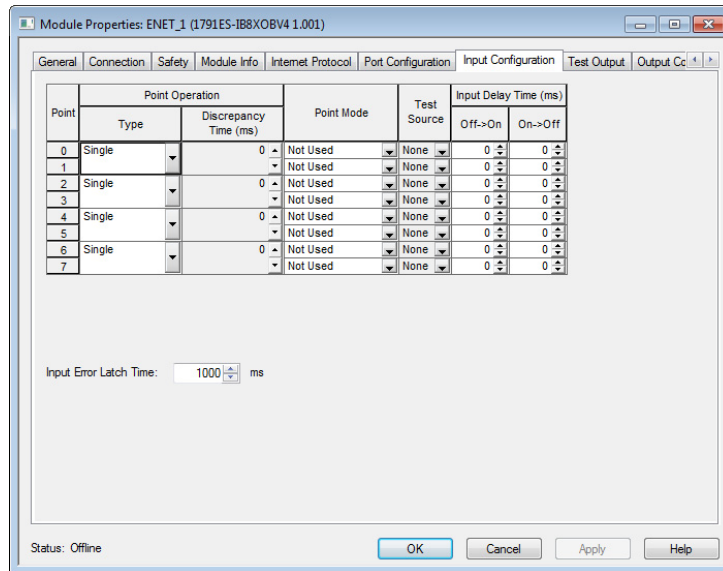 Module Properties: ENET_1 (1791ES-IB8XOBV4 1.001)
General Connection Safety Module Info Internet Protocol Port Configuration Input Configuration Test Output Output Cc
Point Point Operation Point Mode Test Source Input Delay Time (ms)
Type Discrepancy Time (ms) Off->On On->Off
0 Single 0 Not Used None 0 0
1 Not Used None 0 0
2 Single 0 Not Used None 0 0
3 Not Used None 0 0
4 Single 0 Not Used None 0 0
5 Not Used None 0 0
6 Single 0 Not Used None 0 0
7 Not Used None 0 0
Input Error Latch Time: 1000 ms
Status: Offline OK Cancel Apply Help